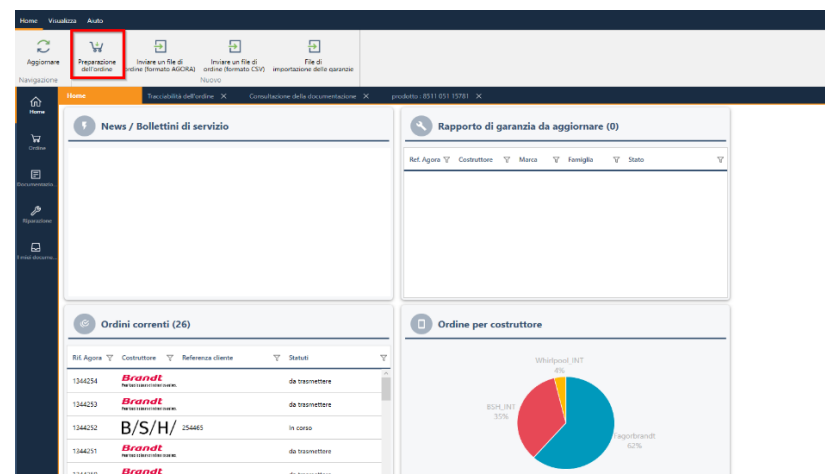 Home Visualizza Aiuto
Aggiornare
Preparazione
dell'ordine
Inviare un file di
ordine (formato AGORA)
Inviare un file di
ordine (formato CSV)
File di
importazione delle garanzie
Navigazione
Nuovo
Home
Tracciabilità dell'ordine X
Consultazione della documentazione X
prodotto : 8511 051 15781 X
Home
Ordine
Documentazio...
Riparazione
I miei docume...
News / Bollettini di servizio
Rapporto di garanzia da aggiornare (0)
Ref. Agora Costruttore Marca Famiglia Stato
Ordini correnti (26)
Rif. Agora Costruttore Referenza cliente Statuti
1344254 Brandt da trasmettere
1344253 Brandt da trasmettere
1344252 B/S/H/ 254465 In corso
1344251 Brandt da trasmettere
Brandt
Ordine per costruttore
Whirlpool_INT
4%
BSH_INT
35%
Fagorbrandt
62%